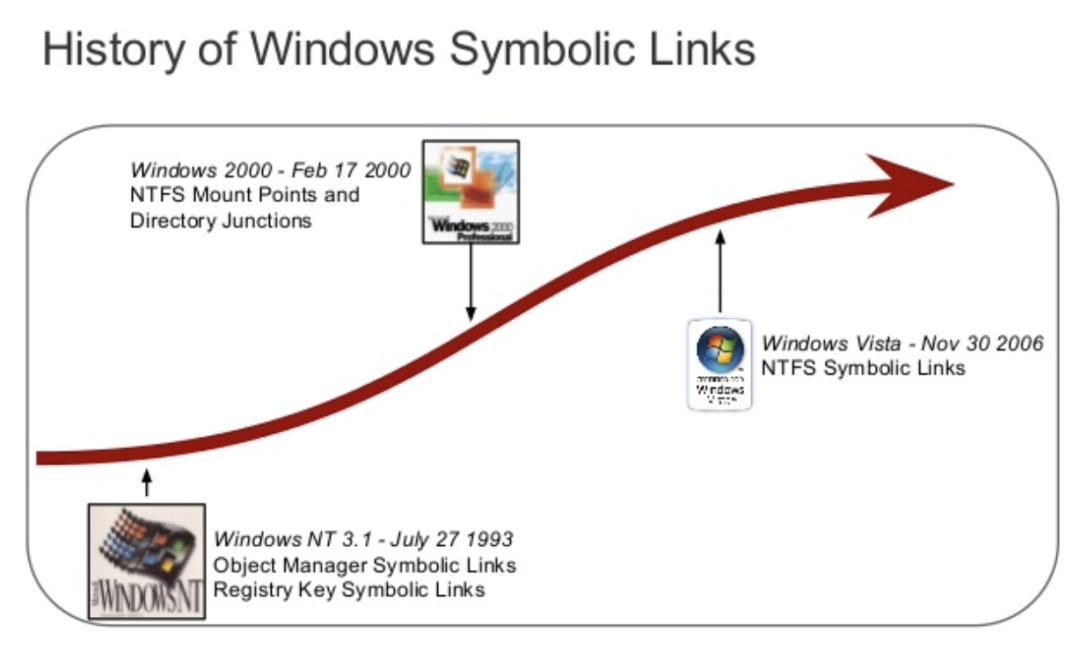 History of Windows Symbolic Links
Windows 2000 - Feb 17 2000
NTFS Mount Points and
Directory Junctions
Windows 2000
Professional
Windows Vista - Nov 30 2006
NTFS Symbolic Links
Windows
Windows NT 3.1 - July 27 1993
Object Manager Symbolic Links
Registry Key Symbolic Links
Microsoft
WINDOWS NT